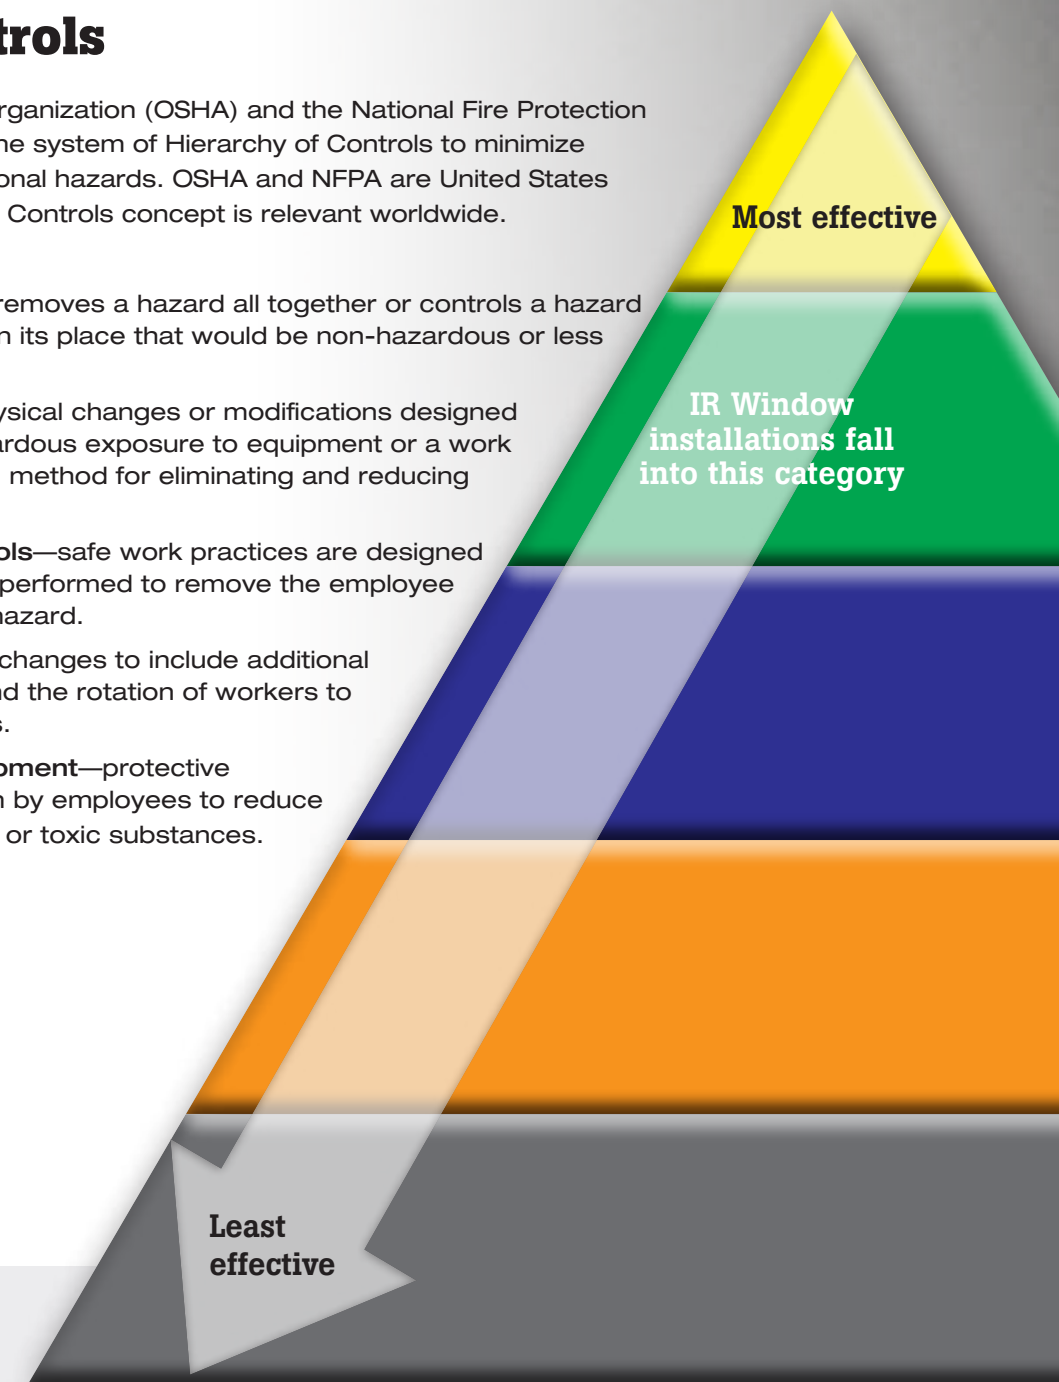 trols
rganization (OSHA) and the National Fire Protection
ne system of Hierarchy of Controls to minimize
onal hazards. OSHA and NFPA are United States
Controls concept is relevant worldwide.
removes a hazard all together or controls a hazard
n its place that would be non-hazardous or less
ysical changes or modifications designed
ardous exposure to equipment or a work
method for eliminating and reducing
ols—safe work practices are designed
performed to remove the employee
nazard.
changes to include additional
nd the rotation of workers to
s.
pment—protective
n by employees to reduce
or toxic substances.
Most effective
IR Window
installations fall
into this category
Least
effective